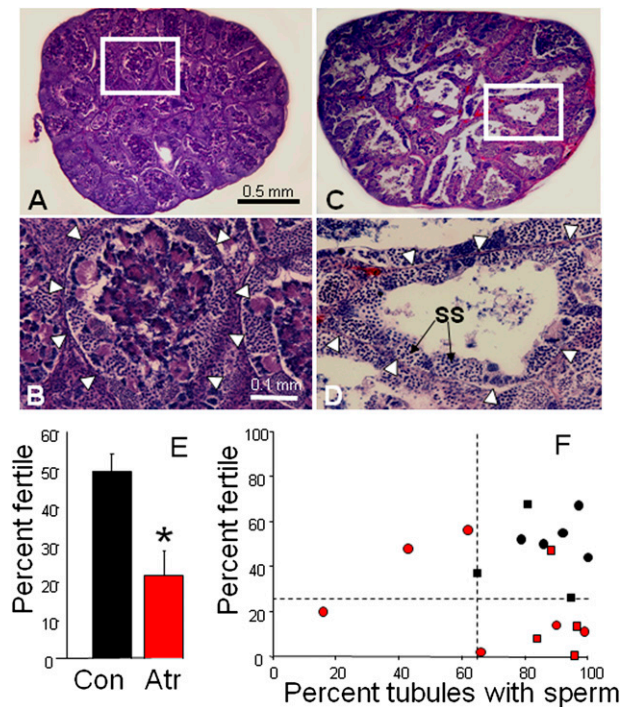 A
0.5 mm
C
B
0.1 mm
SS
D
E
Percent fertile
60
50
40
30
20
10
0
*
Con
Atr
F
Percent fertile
100
80
60
40
20
0
0
20
40
60
80
100
Percent tubules with sperm